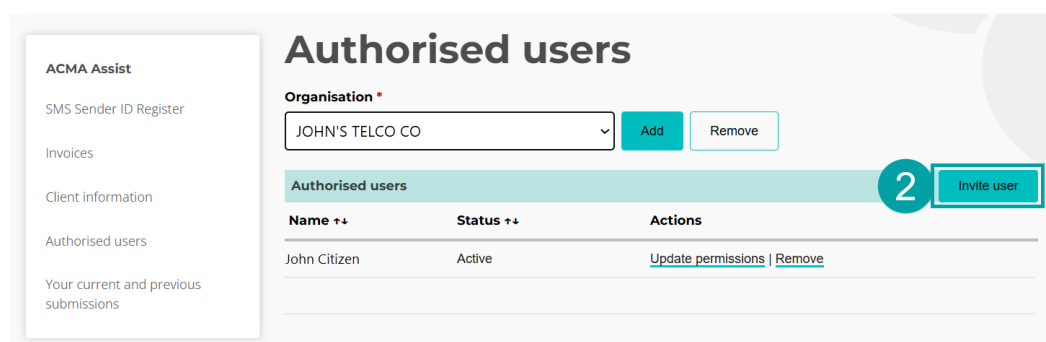 ACMA Assist
SMS Sender ID Register
Invoices
Client information
Authorised users
Your current and previous
submissions
Authorised users
Organisation *
JOHN'S TELCO CO
Add
Remove
Authorised users
2
Invite user
Name ↑↓ Status ↑↓ Actions
John Citizen Active Update permissions | Remove